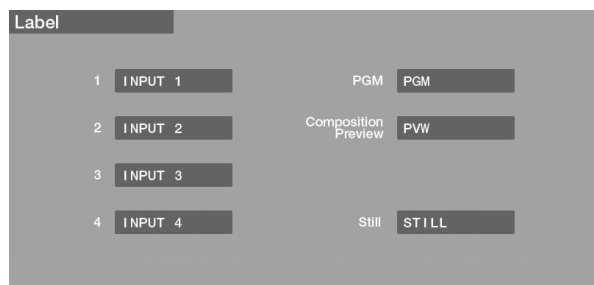 Label
1 INPUT 1 PGM PGM
2 INPUT 2 Composition
Preview PVW
3 INPUT 3
4 INPUT 4 Still STILL